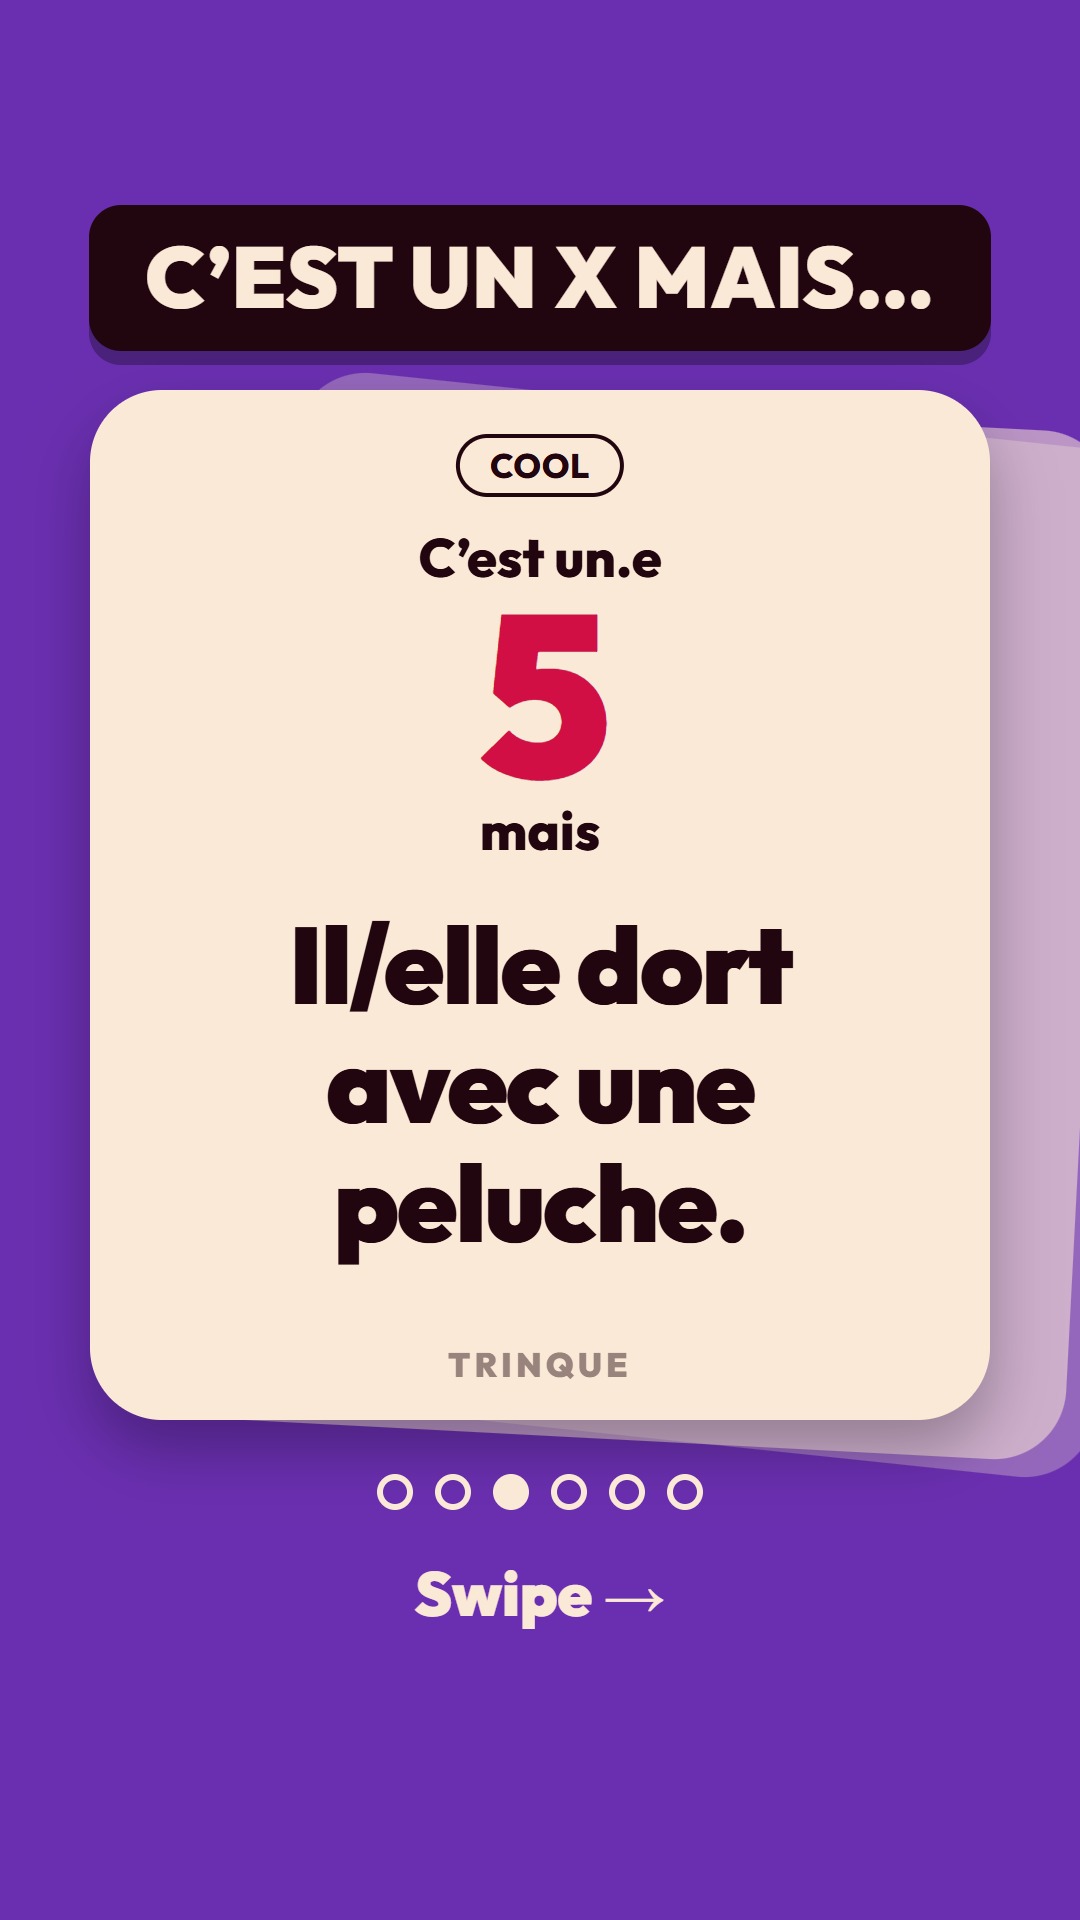 C’EST UN X MAIS...
COOL
C’est un.e
5
mais
Il/elle dort
avec une
peluche.
TRINQUE
Swipe →